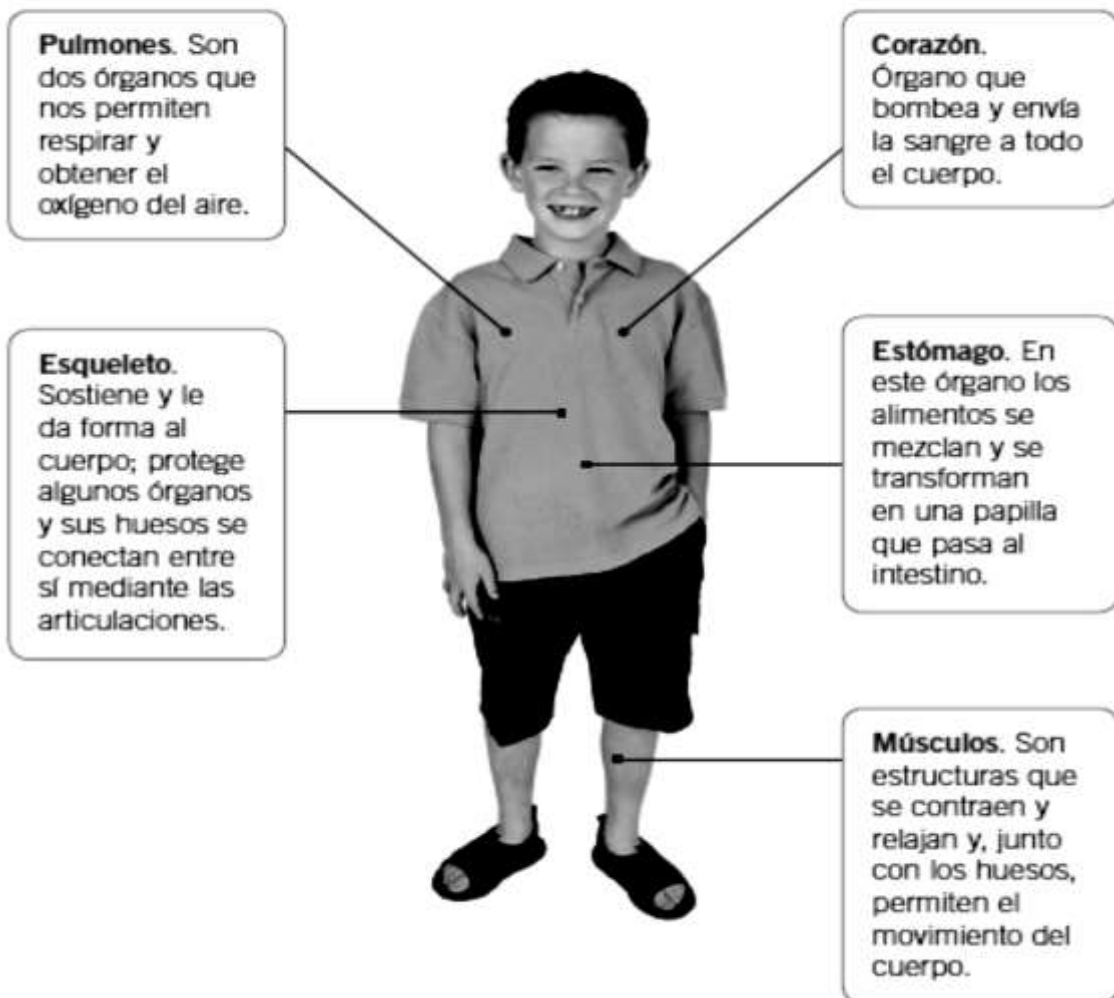 Pulmones. Son
dos órganos que
nos permiten
respirar y
obtener el
oxígeno del aire.
Corazón.
Órgano que
bombea y envía
la sangre a todo
el cuerpo.
Esqueleto.
Sostiene y le
da forma al
cuerpo; protege
algunos órganos
y sus huesos se
conectan entre
sí mediante las
articulaciones.
Estómago. En
este órgano los
alimentos se
mezclan y se
transforman
en una papilla
que pasa al
intestino.
Músculos. Son
estructuras que
se contraen y
relajan y, junto
con los huesos,
permiten el
movimiento del
cuerpo.